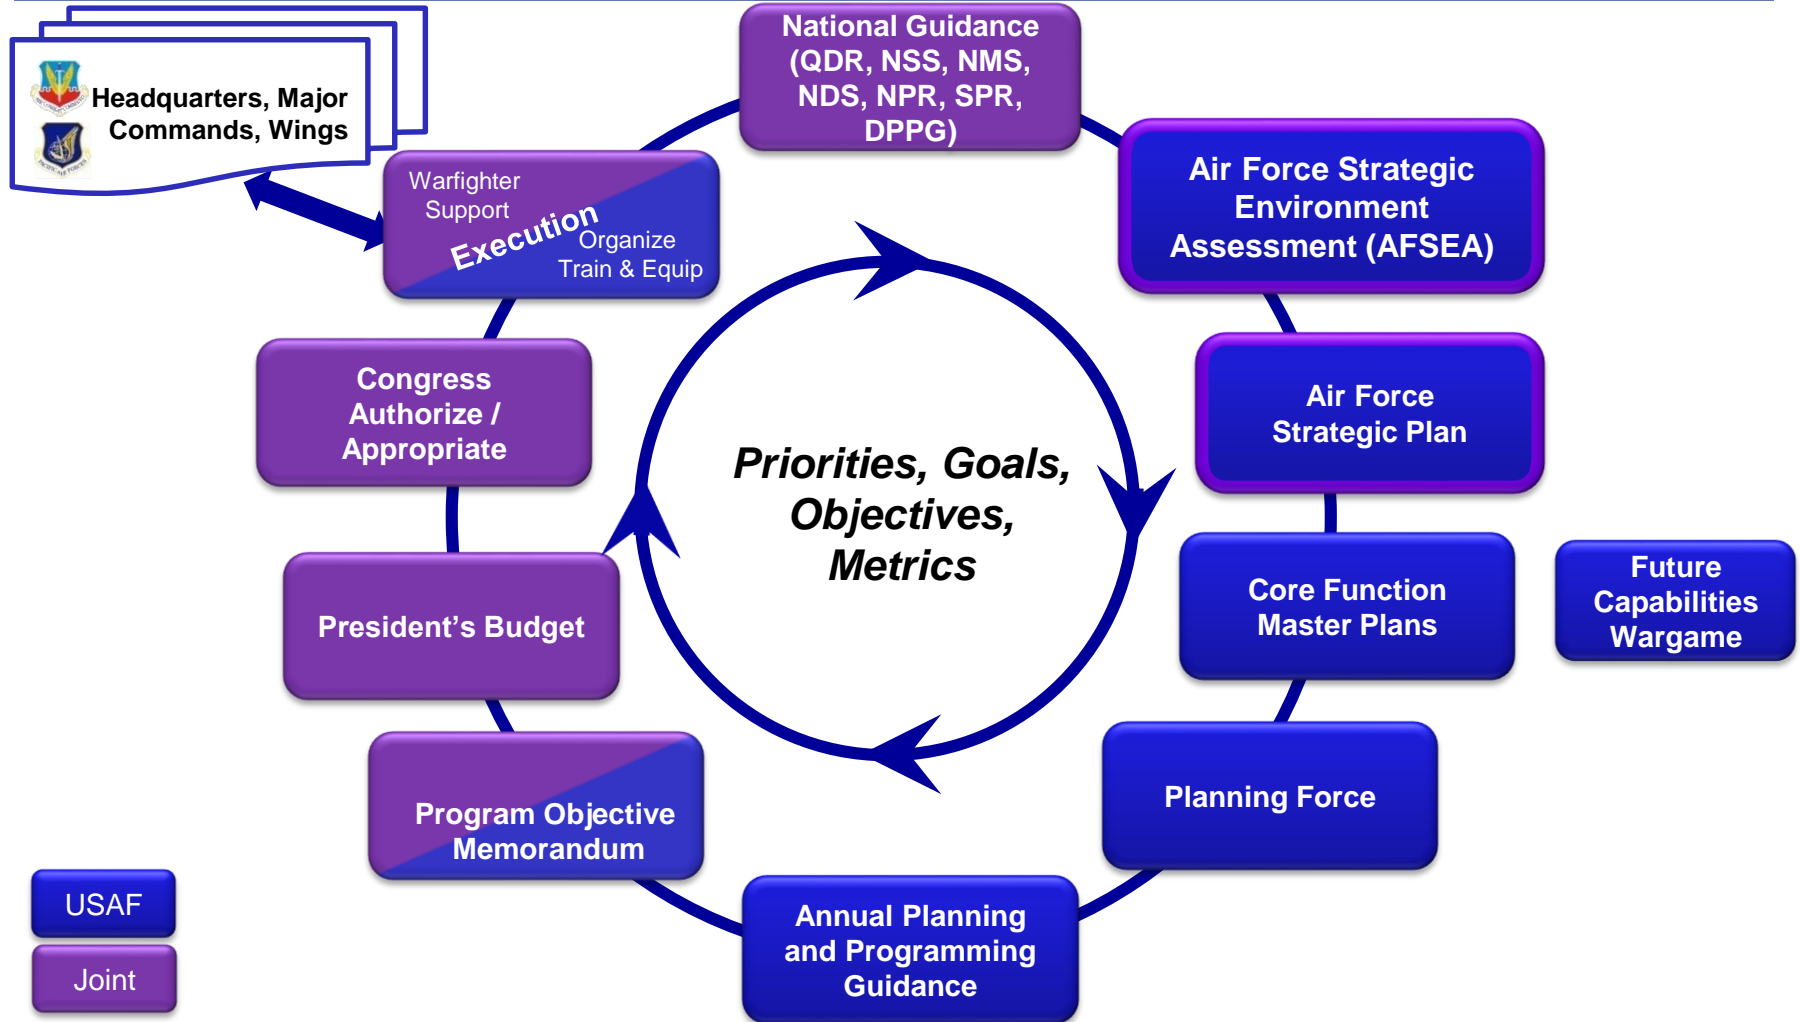 National Guidance
(QDR, NSS, NMS,
NDS, NPR, SPR,
DPPG)
Headquarters, Major
Commands, Wings
Warfighter
Support
Execution
Organize
Train & Equip
Air Force Strategic
Environment
Assessment (AFSEA)
Congress
Authorize /
Appropriate
Air Force
Strategic Plan
Priorities, Goals,
Objectives,
Metrics
Core Function
Master Plans
Future
Capabilities
Wargame
President’s Budget
Planning Force
Program Objective
Memorandum
Annual Planning
and Programming
Guidance
USAF
Joint